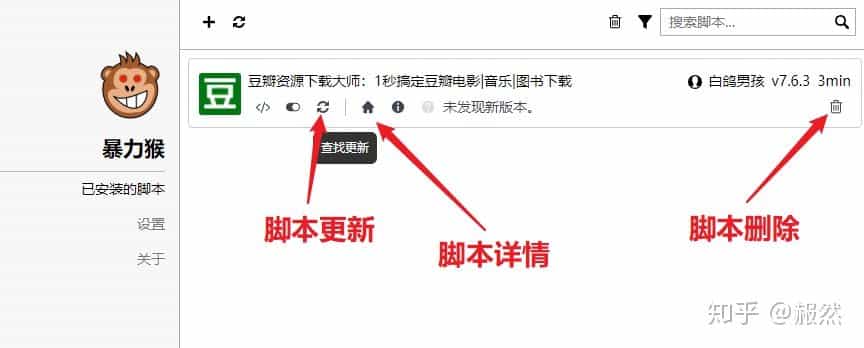 搜索脚本...
豆
豆瓣资源下载大师：1秒搞定豆瓣电影|音乐|图书下载
白鸽男孩 v7.6.3 3min
</> 未发现新版本。
查找更新
暴力猴
已安装的脚本
设置
关于
脚本更新
脚本详情
脚本删除
知乎 @赧然